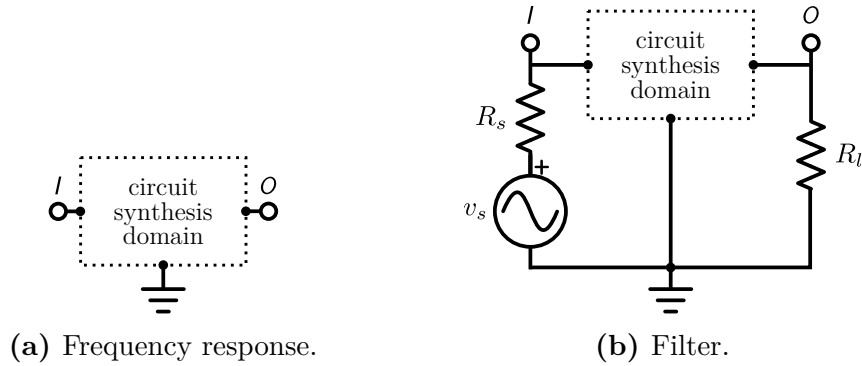 I
circuit
synthesis
domain
O
(a) Frequency response.
I
circuit
synthesis
domain
O
R_s
+
v_s
R_l
(b) Filter.